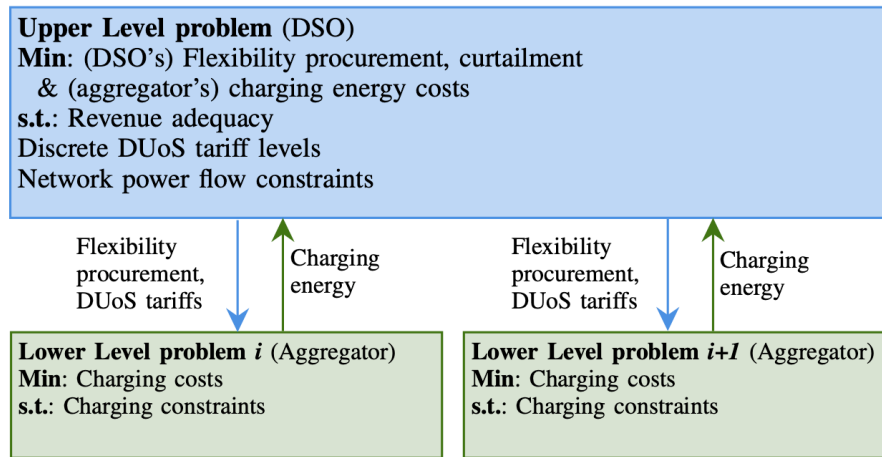 Upper Level problem (DSO)
Min: (DSO's) Flexibility procurement, curtailment
& (aggregator's) charging energy costs
s.t.: Revenue adequacy
Discrete DUoS tariff levels
Network power flow constraints
Flexibility
procurement,
DUoS tariffs
Charging
energy
Flexibility
procurement,
DUoS tariffs
Charging
energy
Lower Level problem i (Aggregator)
Min: Charging costs
s.t.: Charging constraints
Lower Level problem i+1 (Aggregator)
Min: Charging costs
s.t.: Charging constraints